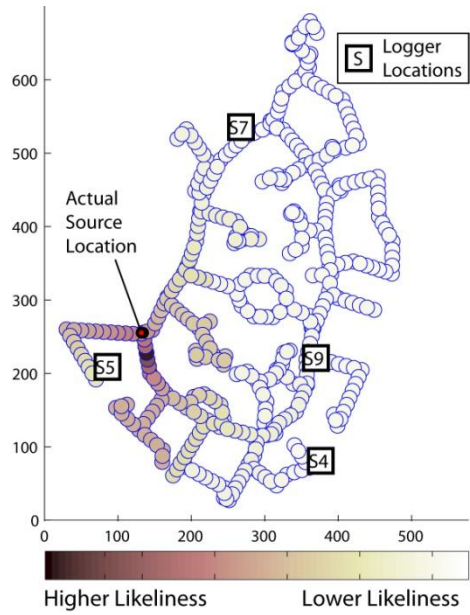 S
Logger
Locations
600
S7
500
Actual
Source
Location
400
300
S5
S9
200
100
S4
0
0
100
200
300
400
500
Higher Likeliness
Lower Likeliness